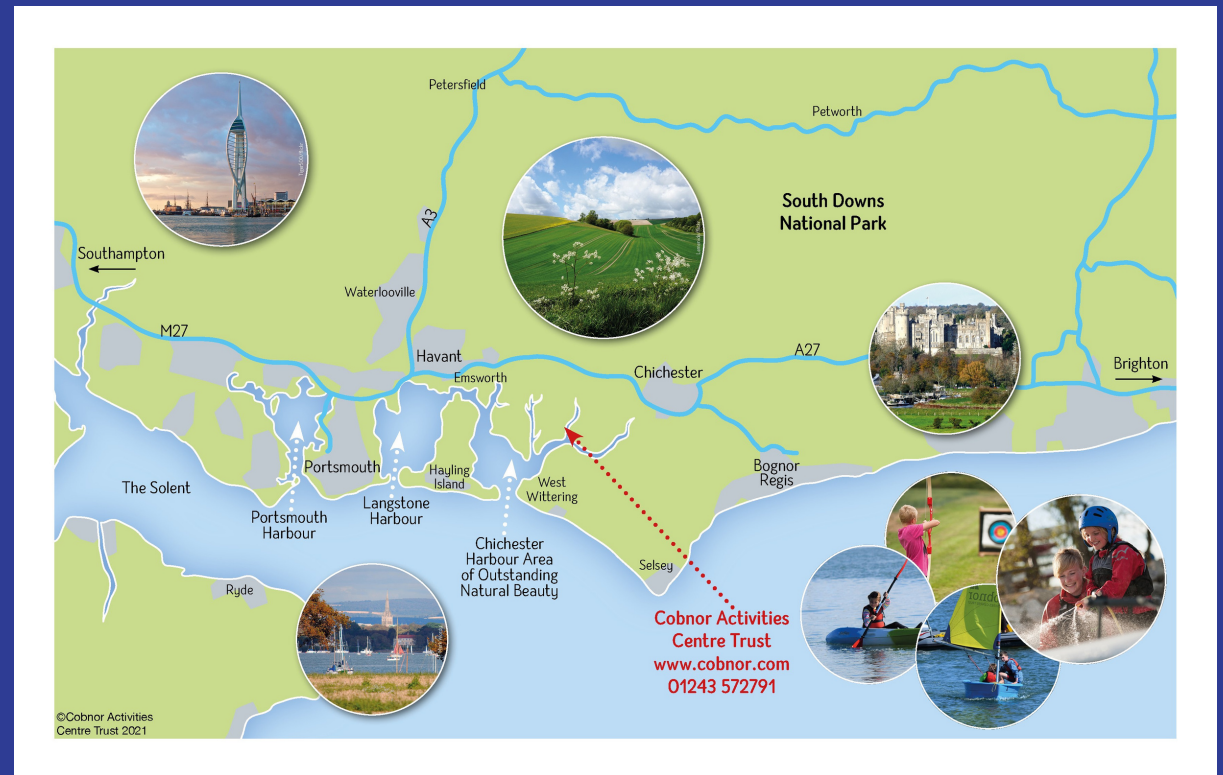 Petersfield
Petworth
South Downs
National Park
A3
Southampton
Waterlooville
M27
Havant
Emsworth
Chichester
A27
Brighton
Portsmouth
Hayling
Island
West
Wittering
Bognor
Regis
The Solent
Portsmouth
Harbour
Langstone
Harbour
Chichester
Harbour Area
of Outstanding
Natural Beauty
Selsey
Ryde
Cobnor Activities
Centre Trust
www.cobnor.com
01243 572791
©Cobnor Activities
Centre Trust 2021